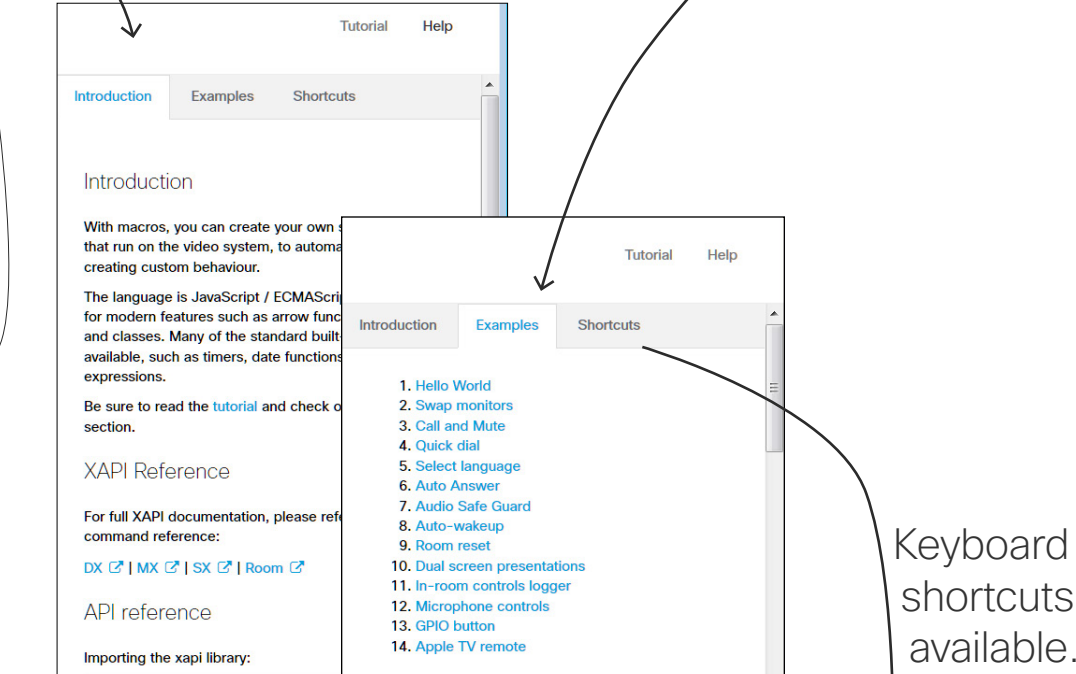 Tutorial Help
Introduction Examples Shortcuts
Introduction
With macros, you can create your own
that run on the video system, to automa
creating custom behaviour.
The language is JavaScript / ECMAScri
for modern features such as arrow func
and classes. Many of the standard built-
available, such as timers, date functions
expressions.
Be sure to read the tutorial and check o
section.
XAPI Reference
For full XAPI documentation, please refe
command reference:
DX | MX | SX | Room
API reference
Importing the xapi library:
Tutorial Help
Introduction Examples Shortcuts
1. Hello World
2. Swap monitors
3. Call and Mute
4. Quick dial
5. Select language
6. Auto Answer
7. Audio Safe Guard
8. Auto-wakeup
9. Room reset
10. Dual screen presentations
11. In-room controls logger
12. Microphone controls
13. GPIO button
14. Apple TV remote
Keyboard
shortcuts
available.